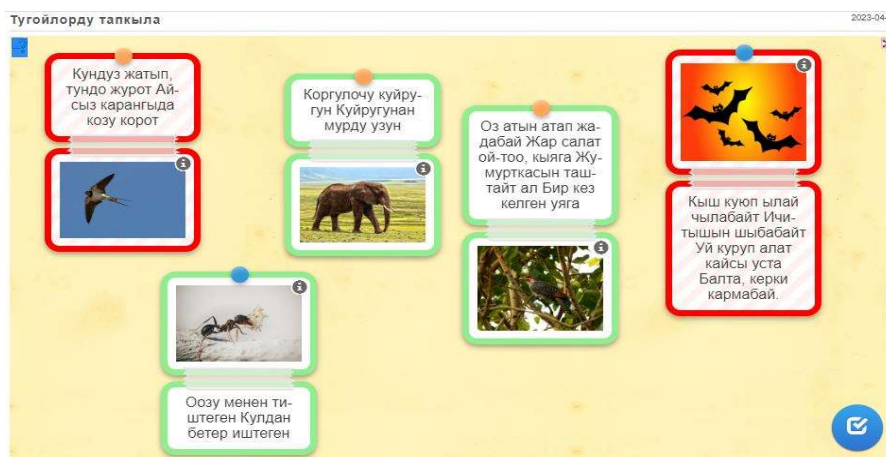 Тугойлорду тапкыла
2023-04-
Кундуз жатып,
тундо журот Ай-
сыз карангыда
козу корот
Коргулочу куйру-
гун Куйругунан
мурду узун
Оз атын атап жа-
дабай Жар салат
ой-тоо, кыяга Жу-
мурткасын таш-
тайт ал Бир кез
келген уяга
Кыш куюп ылай
чылабайт Ичи-
тышын шыбабайт
Уй куруп алат
кайсы уста
Балта, керки
кармабай.
Оозу менен ти-
штеген Кулдан
бетер иштеген